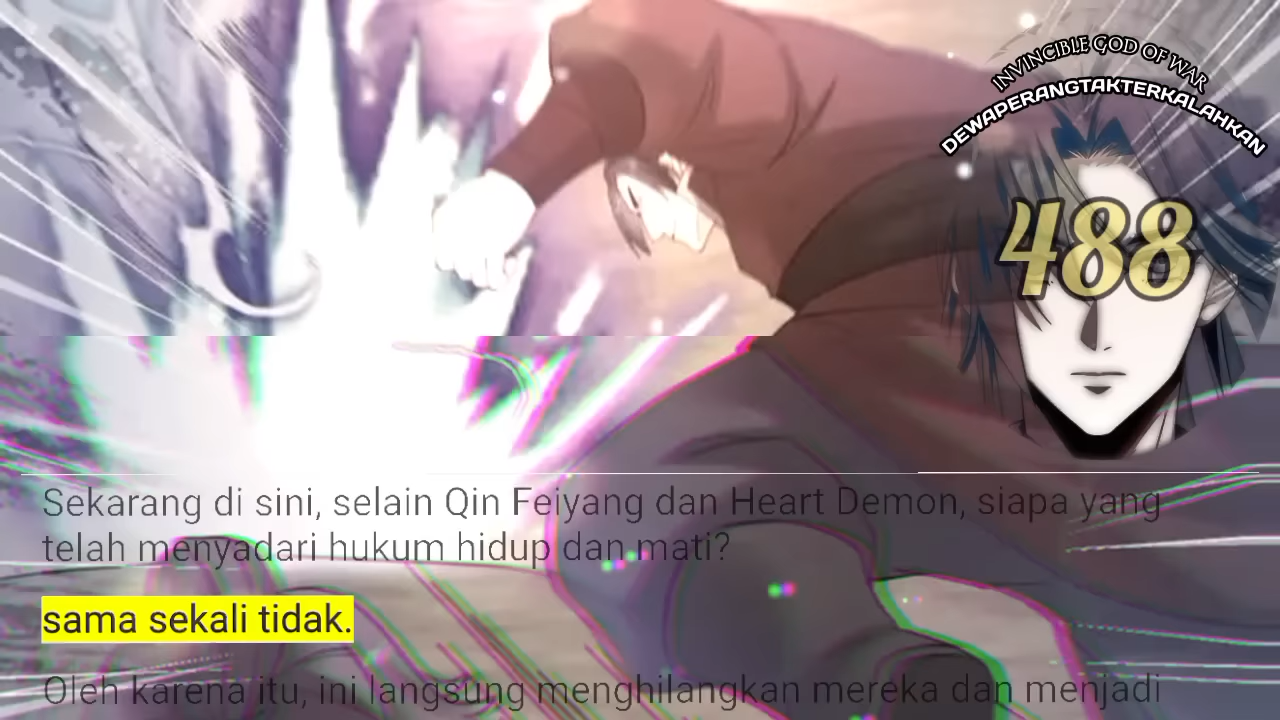 INVINCIBLE GOD OF WAR
DEWAPERANGTAKTERKALAHKAN
488
Sekarang di sini, selain Qin Feiyang dan Heart Demon, siapa yang
telah menyadari hukum hidup dan mati?
sama sekali tidak.
Oleh karena itu, ini langsung menghilangkan mereka dan menjadi